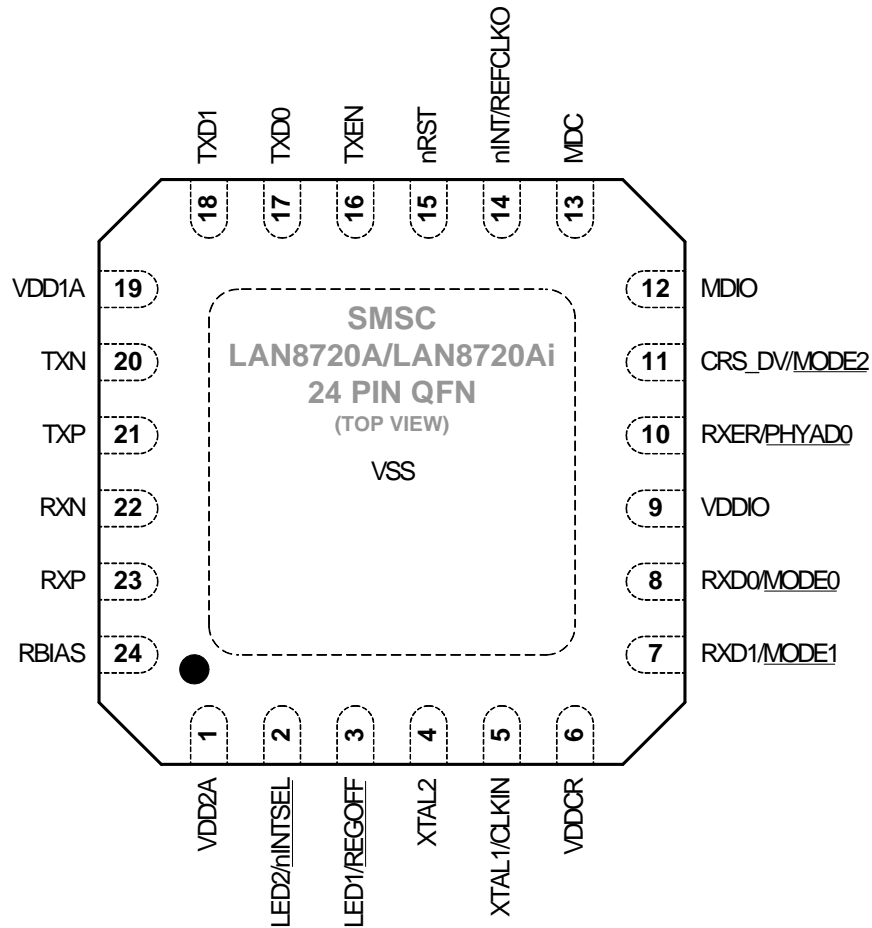 TXD1
TXD0
TXEN
nRST
nINT/REFCLKO
MDC
18
17
16
15
14
13
VDD1A 19
TXN 20
TXP 21
RXN 22
RXP 23
RBIAS 24
SMSC
LAN8720A/LAN8720Ai
24 PIN QFN
(TOP VIEW)
VSS
12 MDIO
11 CRS_DV/MODE2
10 RXER/PHYAD0
9 VDDIO
8 RXD0/MODE0
7 RXD1/MODE1
1
2
3
4
5
6
VDD2A
LED2/nINTSEL
LED1/REGOFF
XTAL2
XTAL1/CLKIN
VDDCR